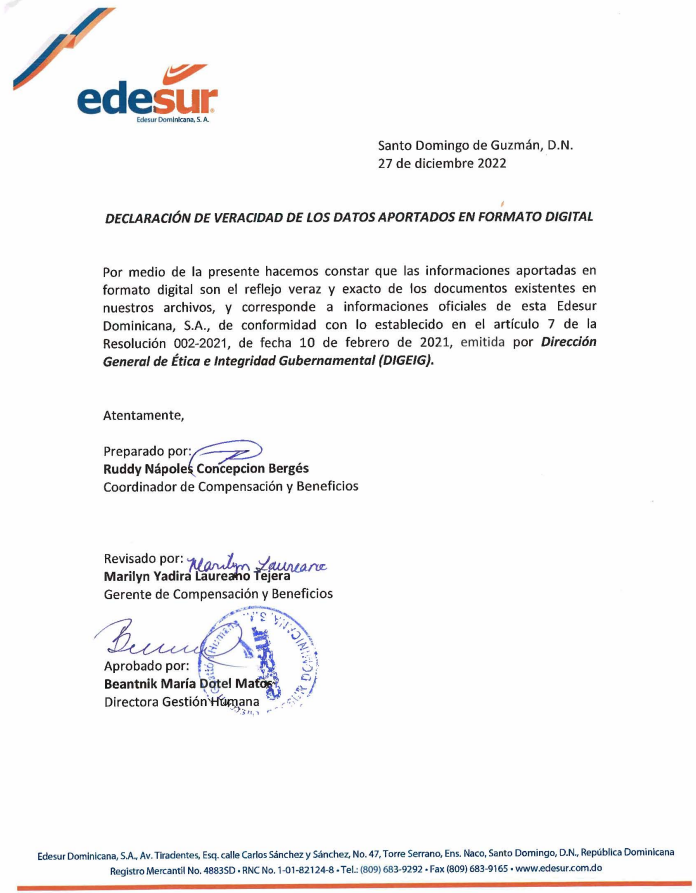 edesur
Edesur Dominicana, S. A.
Santo Domingo de Guzmán, D.N.
27 de diciembre 2022
DECLARACIÓN DE VERACIDAD DE LOS DATOS APORTADOS EN FORMATO DIGITAL
Por medio de la presente hacemos constar que las informaciones aportadas en
formato digital son el reflejo veraz y exacto de los documentos existentes en
nuestros archivos, y corresponde a informaciones oficiales de esta Edesur
Dominicana, S.A., de conformidad con lo establecido en el artículo 7 de la
Resolución 002-2021, de fecha 10 de febrero de 2021, emitida por Dirección
General de Ética e Integridad Gubernamental (DIGEIG).
Atentamente,
Preparado por:
Ruddy Nápoles Concepcion Bergés
Coordinador de Compensación y Beneficios
Revisado por: Marilyn Laureano
Marilyn Yadira Laureano Tejera
Gerente de Compensación y Beneficios
Aprobado por:
Beantnik María Dotel Matos
Directora Gestión Humana
Edesur Dominicana, S.A., Av. Tiradentes, Esq. calle Carlos Sánchez y Sánchez, No. 47, Torre Serrano, Ens. Naco, Santo Domingo, D.N., República Dominicana
Registro Mercantil No. 4883SD • RNC No. 1-01-82124-8 • Tel.: (809) 683-9292 • Fax (809) 683-9165 • www.edesur.com.do